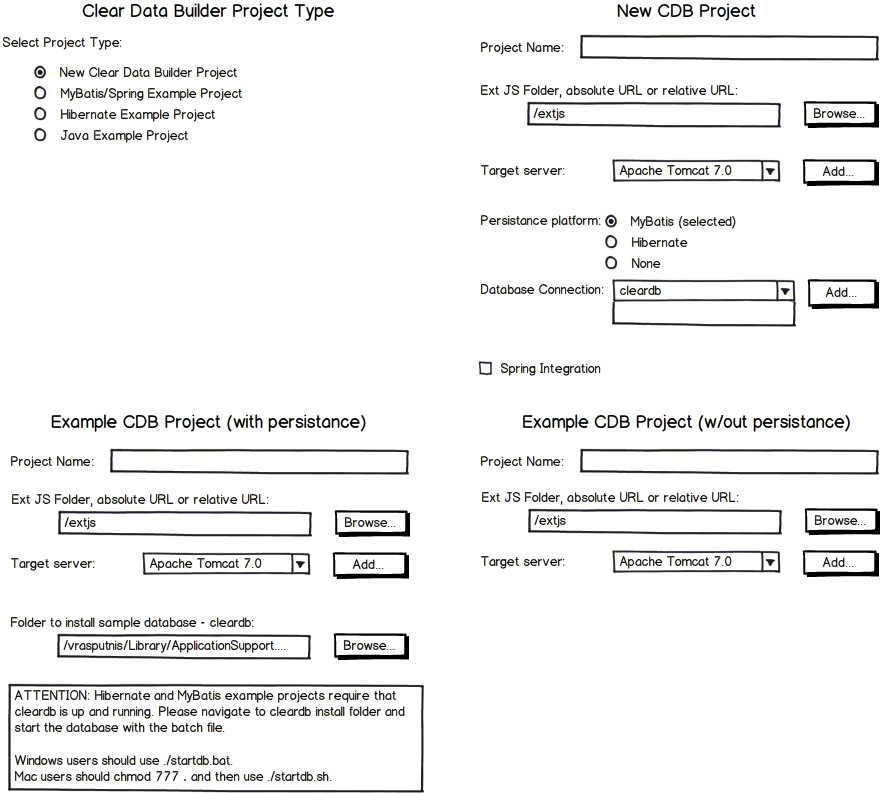 Clear Data Builder Project Type
Select Project Type:
New Clear Data Builder Project
MyBatis/Spring Example Project
Hibernate Example Project
Java Example Project
New CDB Project
Project Name:
Ext JS Folder, absolute URL or relative URL:
/extjs
Browse...
Target server:
Apache Tomcat 7.0
Add...
Persistance platform:
MyBatis (selected)
Hibernate
None
Database Connection:
cleardb
Add...
Spring Integration
Example CDB Project (with persistance)
Project Name:
Ext JS Folder, absolute URL or relative URL:
/extjs
Browse...
Target server:
Apache Tomcat 7.0
Add...
Folder to install sample database - cleardb:
/vrasputnis/Library/ApplicationSupport....
Browse...
ATTENTION: Hibernate and MyBatis example projects require that
cleardb is up and running. Please navigate to cleardb install folder and
start the database with the batch file.
Windows users should use ./startdb.bat.
Mac users should chmod 777 . and then use ./startdb.sh.
Example CDB Project (w/out persistance)
Project Name:
Ext JS Folder, absolute URL or relative URL:
/extjs
Browse...
Target server:
Apache Tomcat 7.0
Add...